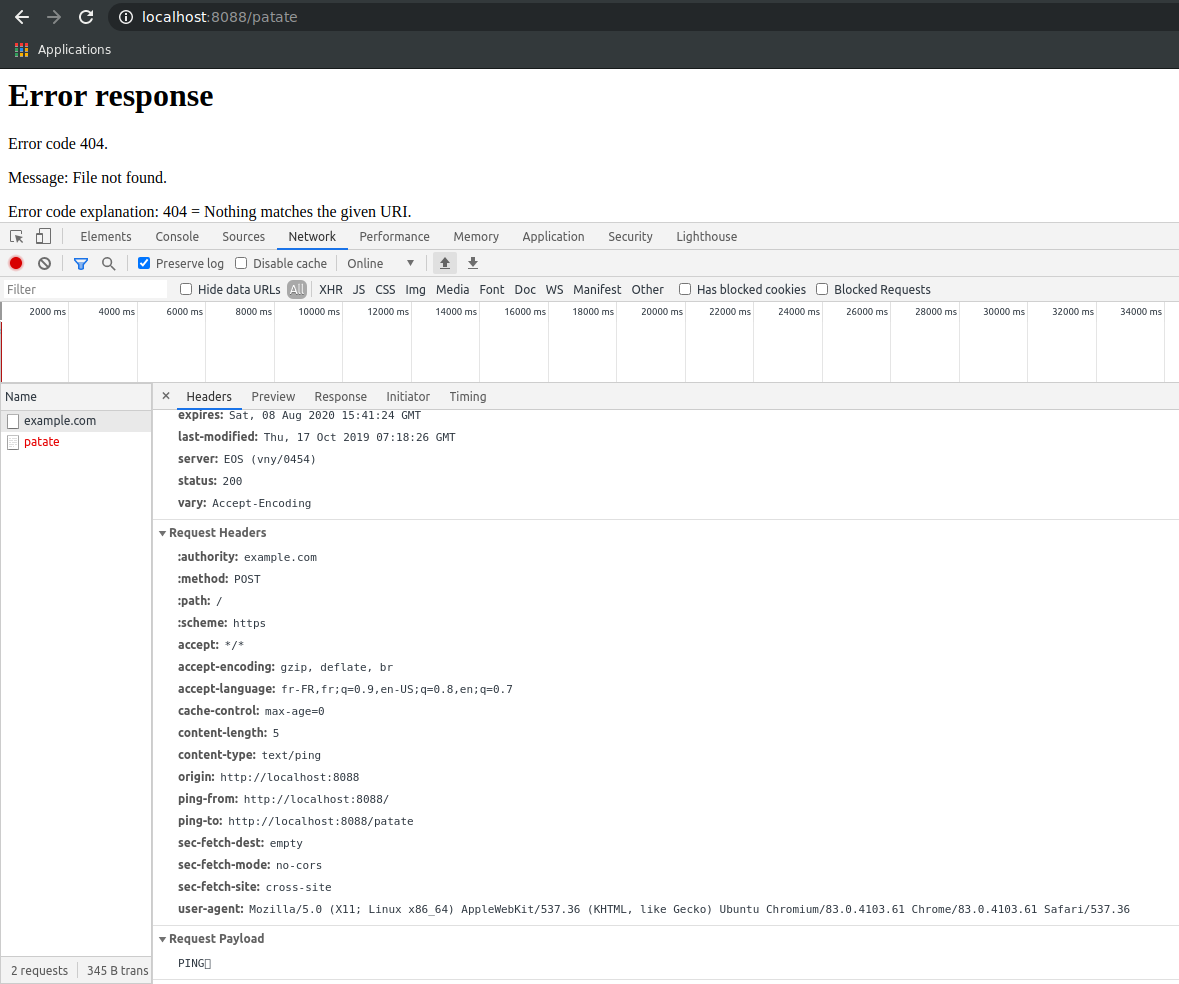 localhost:8088/patate
Applications
Error response
Error code 404.
Message: File not found.
Error code explanation: 404 = Nothing matches the given URI.
Elements Console Sources Network Performance Memory Application Security Lighthouse
Preserve log Disable cache Online
Filter Hide data URLs All XHR JS CSS Img Media Font Doc WS Manifest Other Has blocked cookies Blocked Requests
2000 ms 4000 ms 6000 ms 8000 ms 10000 ms 12000 ms 14000 ms 16000 ms 18000 ms 20000 ms 22000 ms 24000 ms 26000 ms 28000 ms 30000 ms 32000 ms 34000 ms
Name
example.com
patate
2 requests 345 B trans
× Headers Preview Response Initiator Timing
expires: Sat, 08 Aug 2020 15:41:24 GMT
last-modified: Thu, 17 Oct 2019 07:18:26 GMT
server: EOS (vny/0454)
status: 200
vary: Accept-Encoding
Request Headers
:authority: example.com
:method: POST
:path: /
:scheme: https
accept: */*
accept-encoding: gzip, deflate, br
accept-language: fr-FR,fr;q=0.9,en-US;q=0.8,en;q=0.7
cache-control: max-age=0
content-length: 5
content-type: text/ping
origin: http://localhost:8088
ping-from: http://localhost:8088/
ping-to: http://localhost:8088/patate
sec-fetch-dest: empty
sec-fetch-mode: no-cors
sec-fetch-site: cross-site
user-agent: Mozilla/5.0 (X11; Linux x86_64) AppleWebKit/537.36 (KHTML, like Gecko) Ubuntu Chromium/83.0.4103.61 Chrome/83.0.4103.61 Safari/537.36
Request Payload
PING